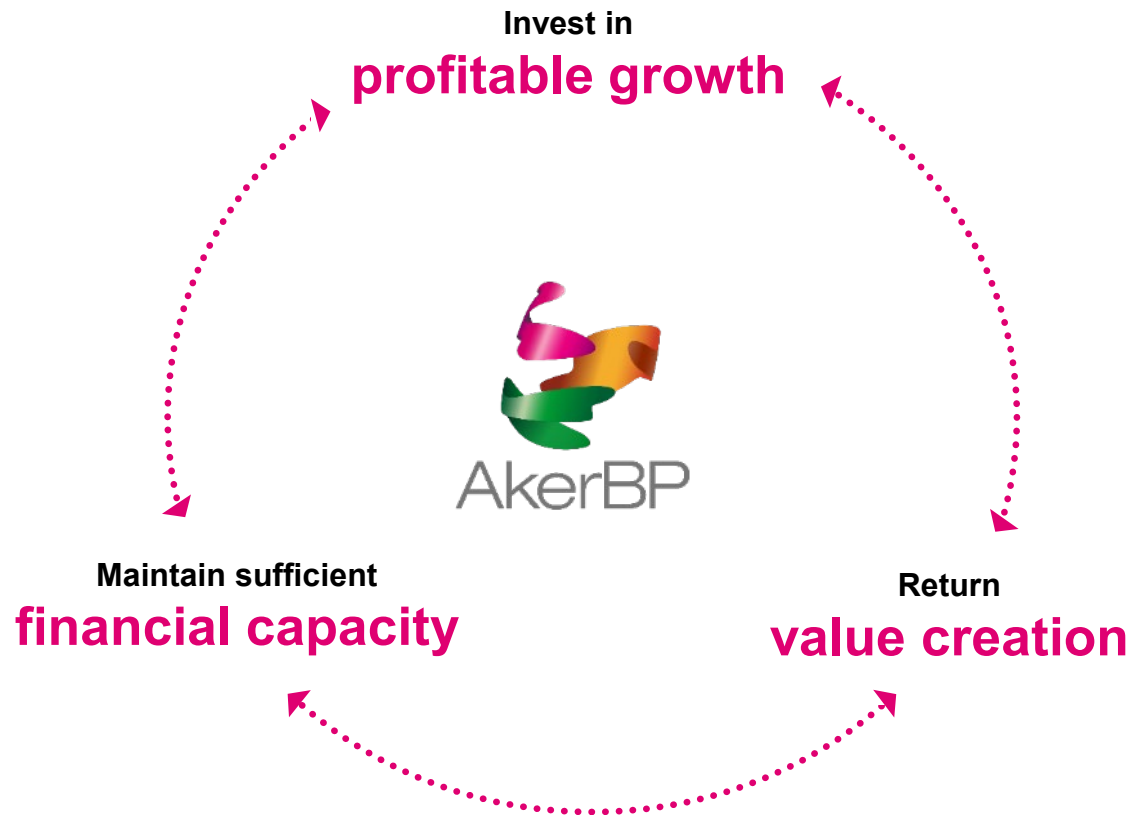 Invest in
profitable growth
AkerBP
Maintain sufficient
financial capacity
Return
value creation